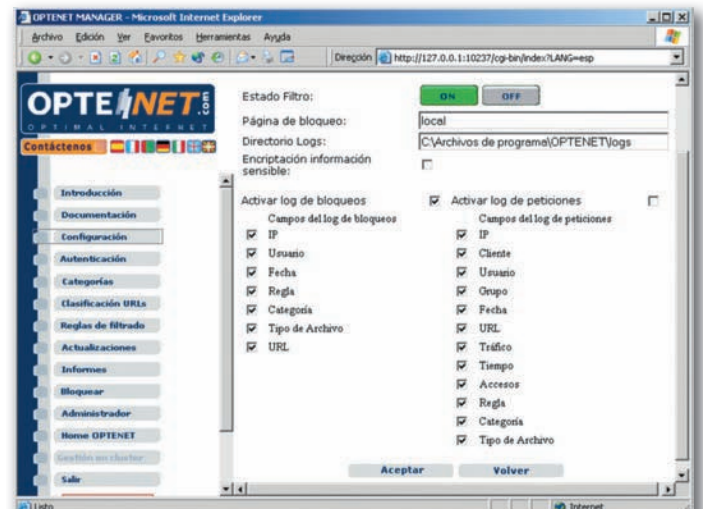 OPTENET MANAGER - Microsoft Internet Explorer
Archivo Edición Ver Favoritos Herramientas Ayuda
Dirección http://127.0.0.1:10237/cgi-bin/index?LANG=esp
OPTENET.com
OPTIMAL INTERNET
Contáctenos
Introducción
Documentación
Configuración
Autenticación
Categorías
Clasificación URLs
Reglas de filtrado
Actualizaciones
Informes
Bloquear
Administrador
Home OPTENET
Gestión en cluster
Salir
Estado Filtro: ON OFF
Página de bloqueo: local
Directorio Logs: C:\Archivos de programa\OPTENET\logs
Encriptación información
sensible:
Activar log de bloqueos
Campos del log de bloqueos
IP
Usuario
Fecha
Regla
Categoría
Tipo de Archivo
URL
Activar log de peticiones
Campos del log de peticiones
IP
Cliente
Usuario
Grupo
Fecha
URL
Tráfico
Tiempo
Accesos
Regla
Categoría
Tipo de Archivo
Aceptar Volver
Listo Internet